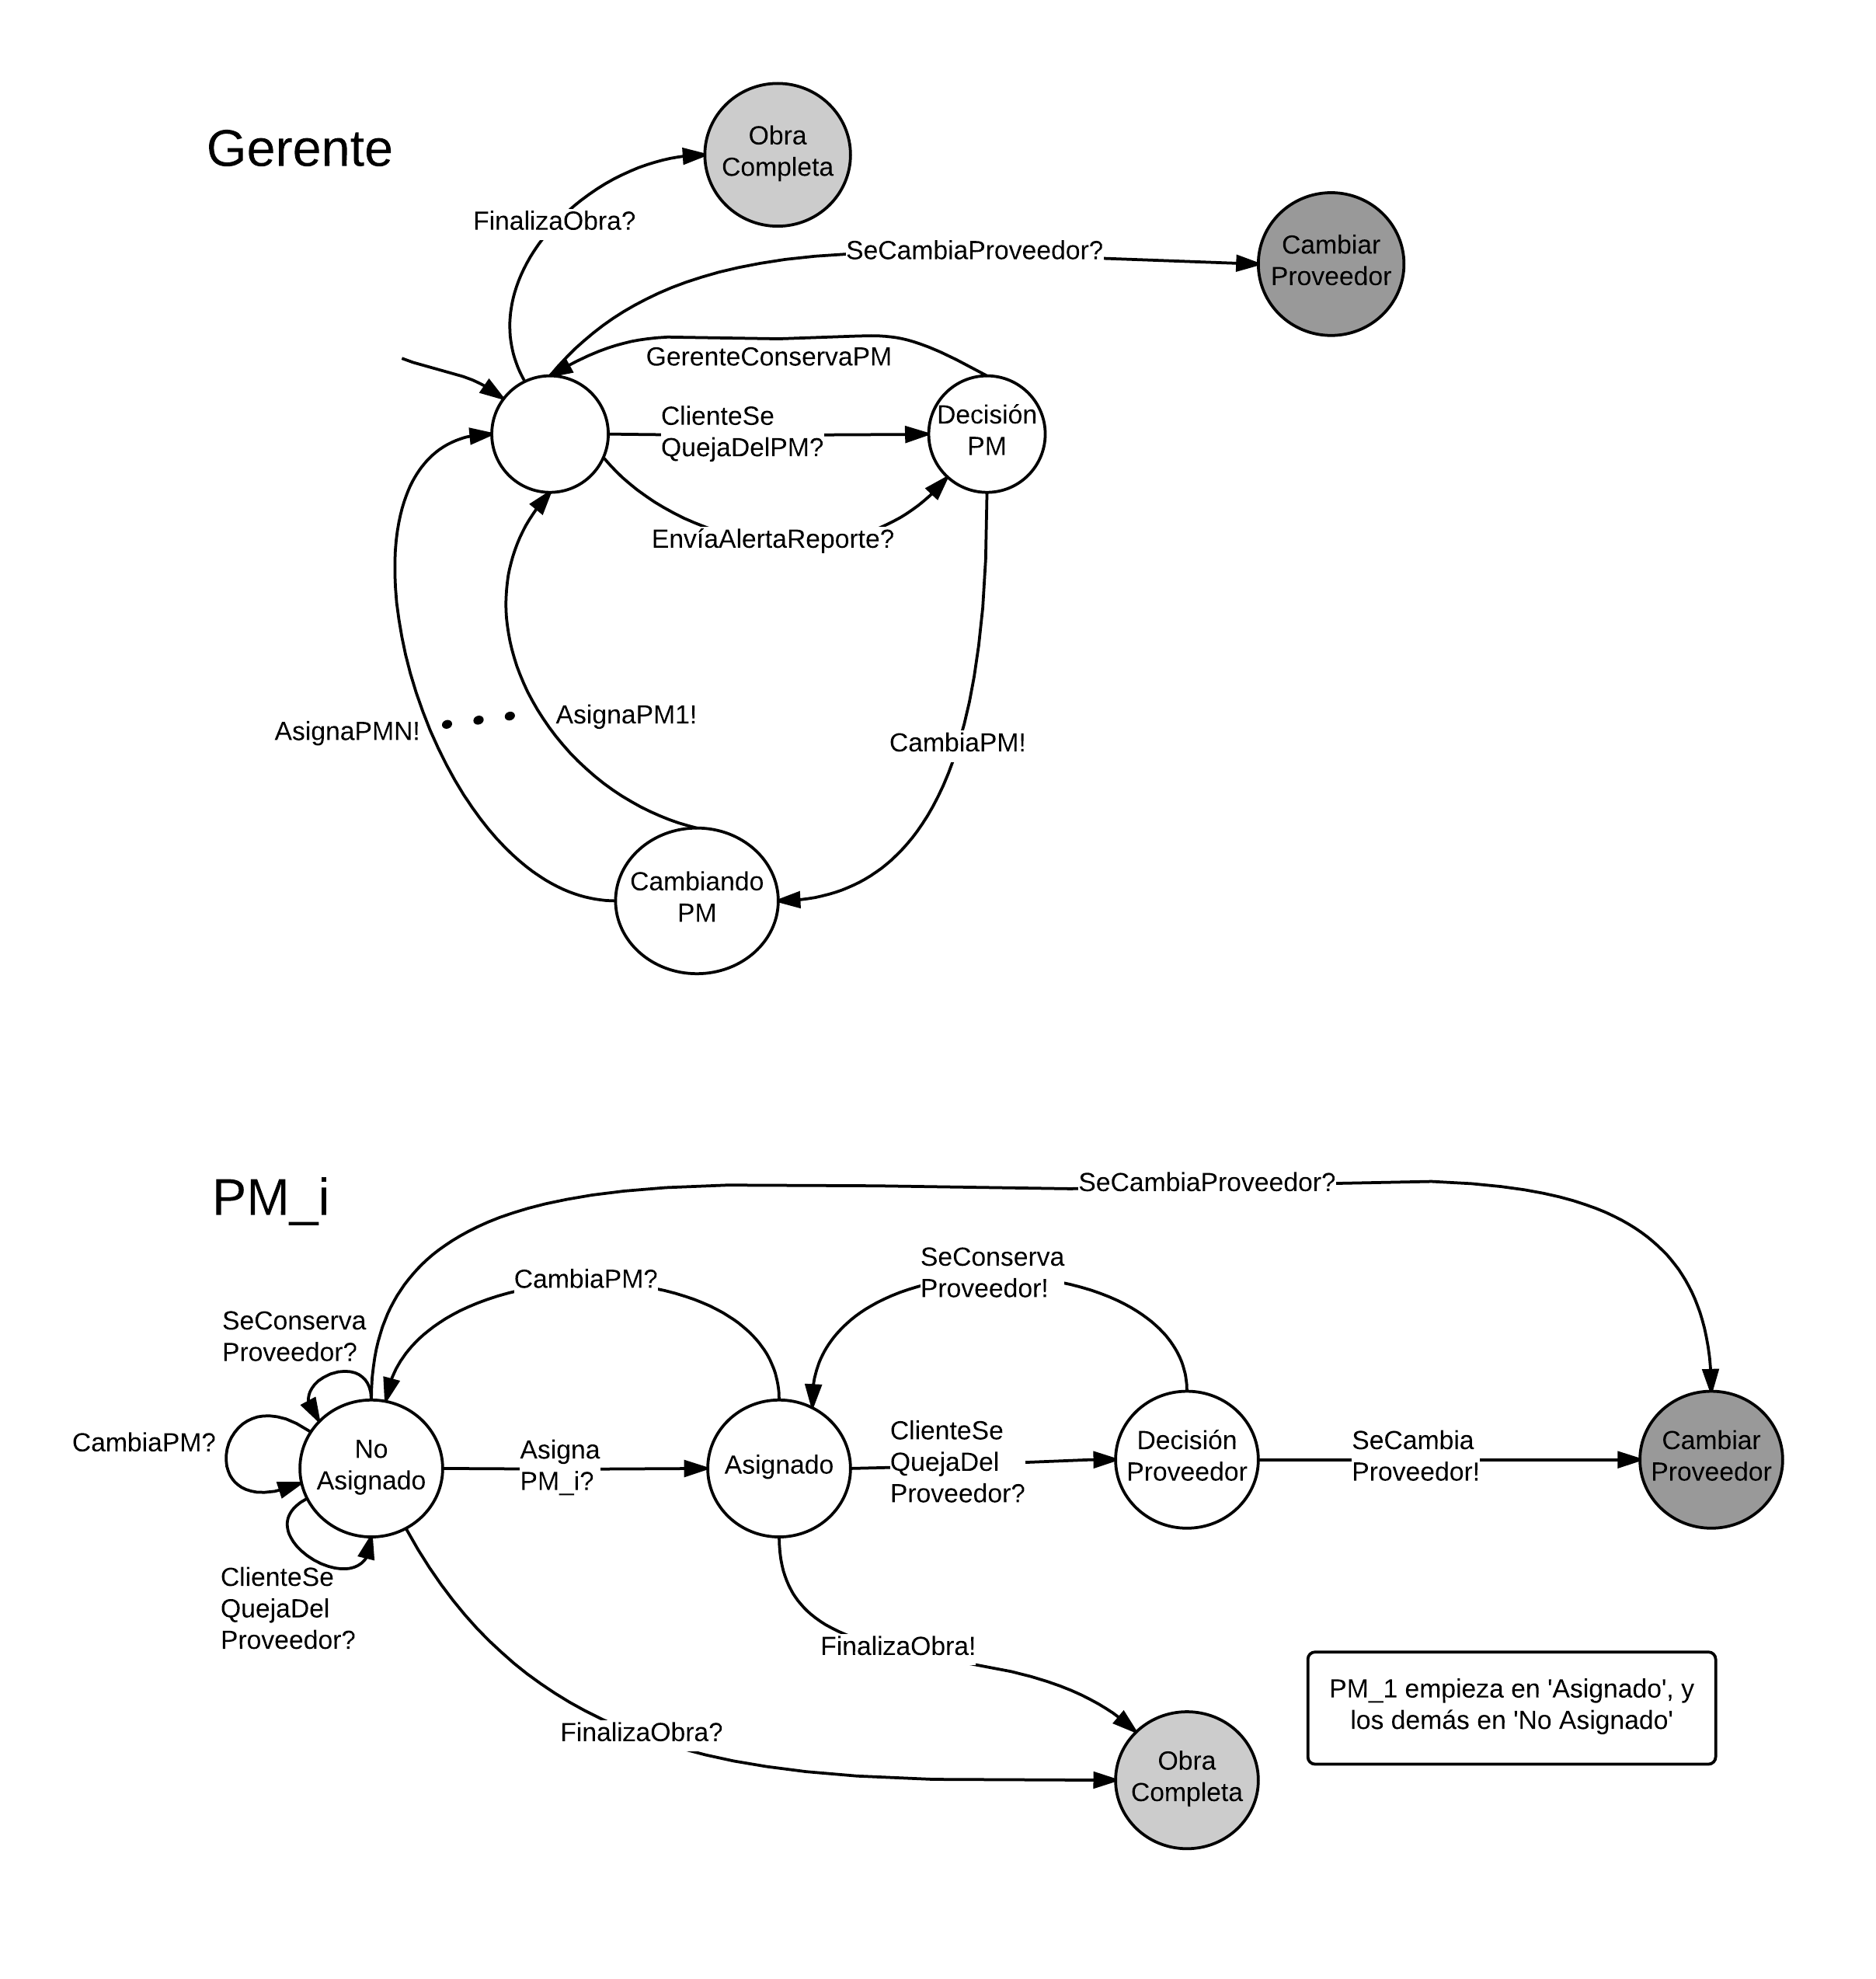 Gerente
Obra
Completa
FinalizaObra?
SeCambiaProveedor?
Cambiar
Proveedor
GerenteConservaPM
ClienteSe
QuejaDelPM?
Decisión
PM
EnvíaAlertaReporte?
AsignaPMN!
AsignaPM1!
CambiaPM!
Cambiando
PM
PM_i
SeCambiaProveedor?
SeConserva
Proveedor!
CambiaPM?
SeConserva
Proveedor?
CambiaPM?
No
Asignado
Asigna
PM_i?
Asignado
ClienteSe
QuejaDel
Proveedor?
Decisión
Proveedor
SeCambia
Proveedor!
Cambiar
Proveedor
ClienteSe
QuejaDel
Proveedor?
FinalizaObra!
FinalizaObra?
PM_1 empieza en 'Asignado', y
los demás en 'No Asignado'
Obra
Completa